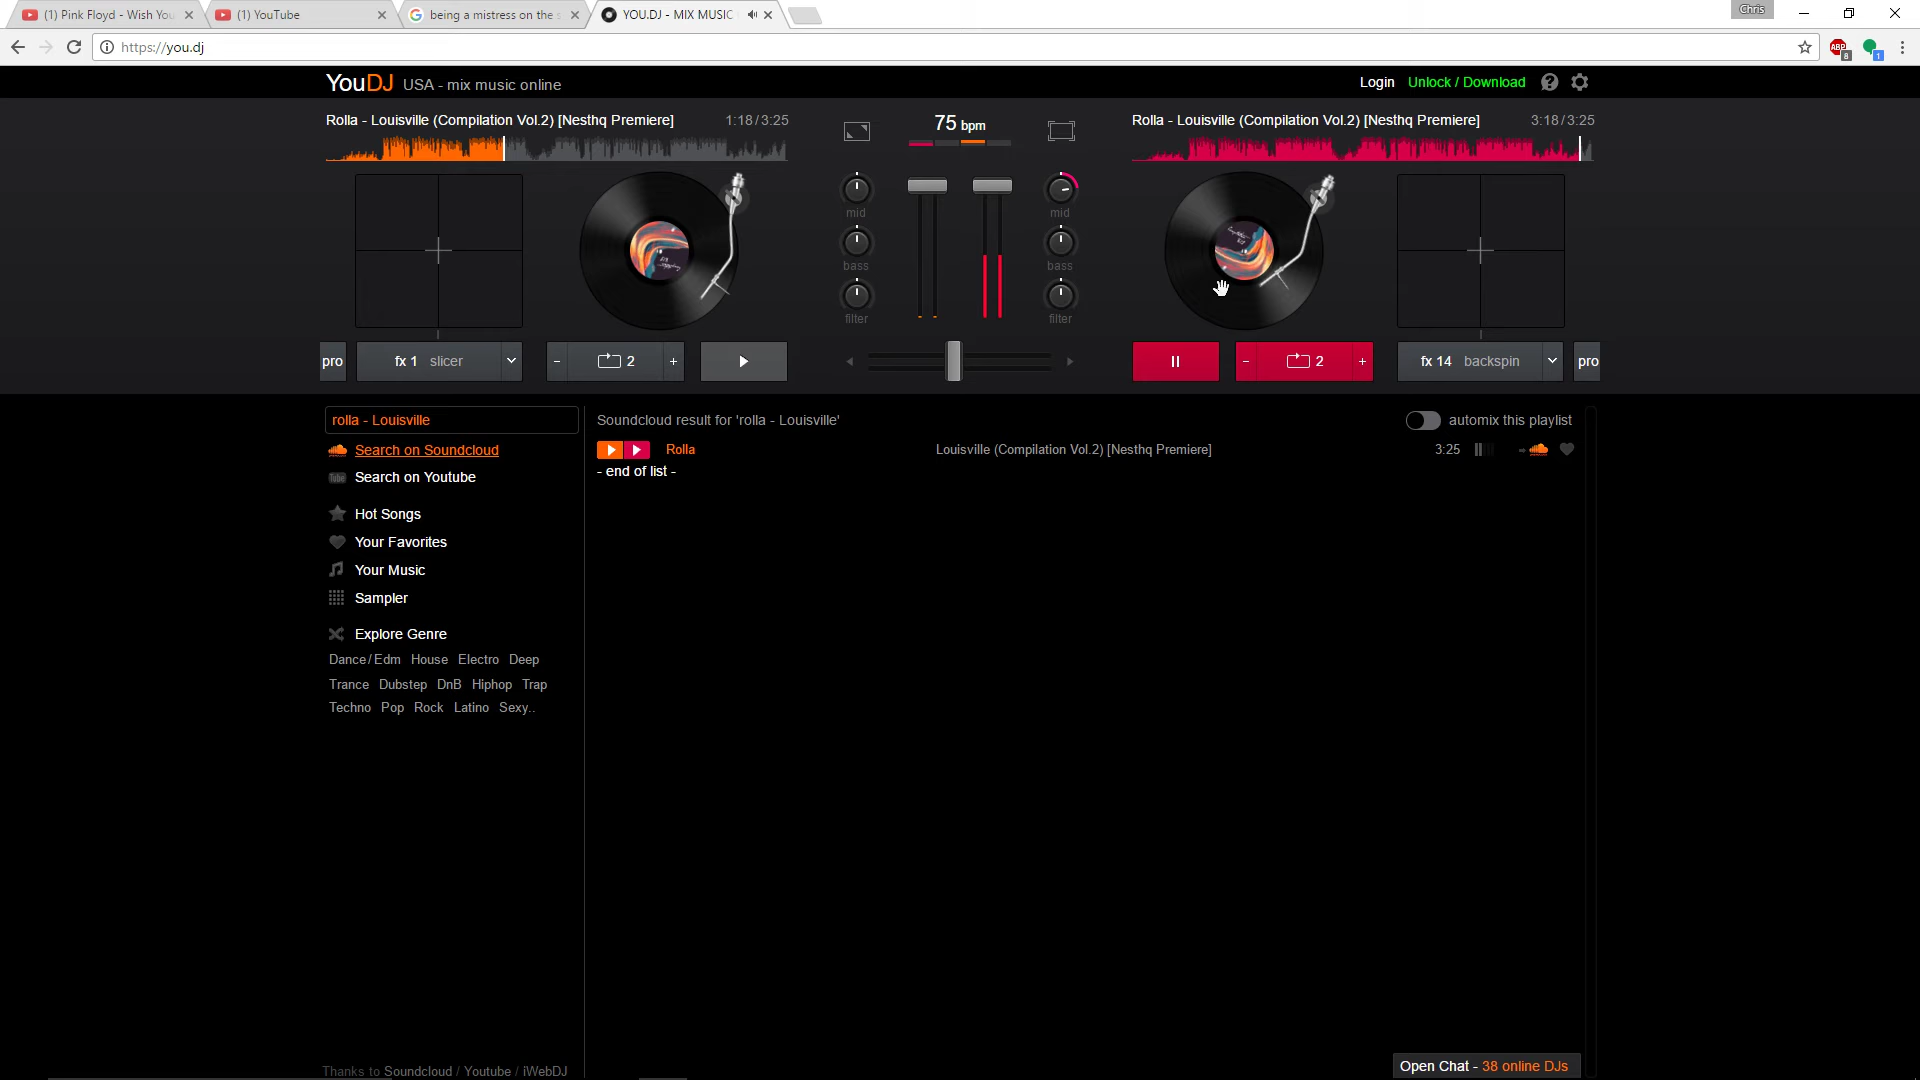 (1) Pink Floyd - Wish You
(1) YouTube
being a mistress on the s
YOU.DJ - MIX MUSIC
Chris
https://you.dj
ABP
8
1
YouDJ USA - mix music online
Login Unlock / Download
Rolla - Louisville (Compilation Vol.2) [Nesthq Premiere] 1:18/3:25
75 bpm
Rolla - Louisville (Compilation Vol.2) [Nesthq Premiere] 3:18/3:25
mid mid
bass bass
filter filter
pro fx 1 slicer - 2 + - 2 + fx 14 backspin pro
rolla - Louisville
Search on Soundcloud
Search on Youtube
Hot Songs
Your Favorites
Your Music
Sampler
Explore Genre
Dance/Edm House Electro Deep
Trance Dubstep DnB Hiphop Trap
Techno Pop Rock Latino Sexy..
Thanks to Soundcloud / Youtube / iWebDJ
Soundcloud result for 'rolla - Louisville' automix this playlist
Rolla Louisville (Compilation Vol.2) [Nesthq Premiere] 3:25
- end of list -
Open Chat - 38 online DJs